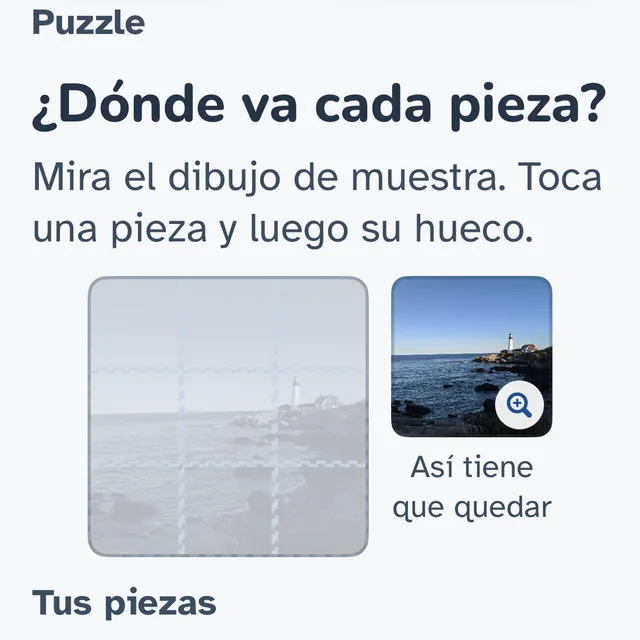 Puzzle
¿Dónde va cada pieza?
Mira el dibujo de muestra. Toca
una pieza y luego su hueco.
Así tiene
que quedar
Tus piezas